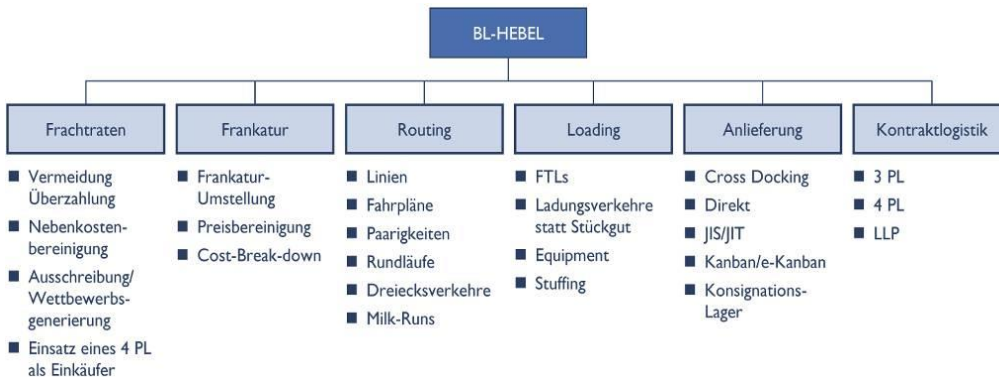 BL-HEBEL
Frachtraten
Vermeidung
Überzahlung
Nebenkosten-
bereinigung
Ausschreibung/
Wettbewerbs-
generierung
Einsatz eines 4 PL
als Einkäufer
Frankatur
Frankatur-
Umstellung
Preisbereinigung
Cost-Break-down
Routing
Linien
Fahrpläne
Paarigkeiten
Rundläufe
Dreiecksverkehre
Milk-Runs
Loading
FTLs
Ladungsverkehre
statt Stückgut
Equipment
Stuffing
Anlieferung
Cross Docking
Direkt
JIS/JIT
Kanban/e-Kanban
Konsignations-
Lager
Kontraktlogistik
3 PL
4 PL
LLP